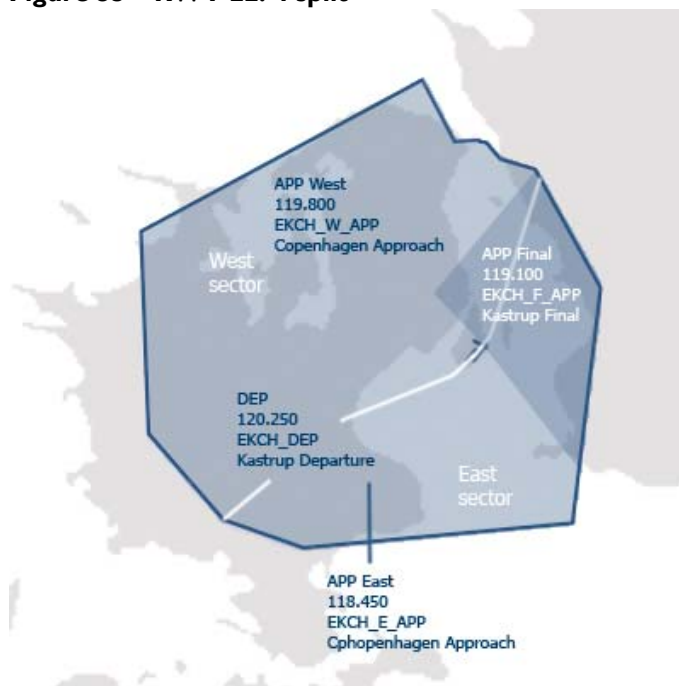 APP West
119.800
EKCH_W_APP
Copenhagen Approach
West
sector
APP Final
119.100
EKCH_F_APP
Kastrup Final
DEP
120.250
EKCH_DEP
Kastrup Departure
East
sector
APP East
118.450
EKCH_E_APP
Cphopenhagen Approach